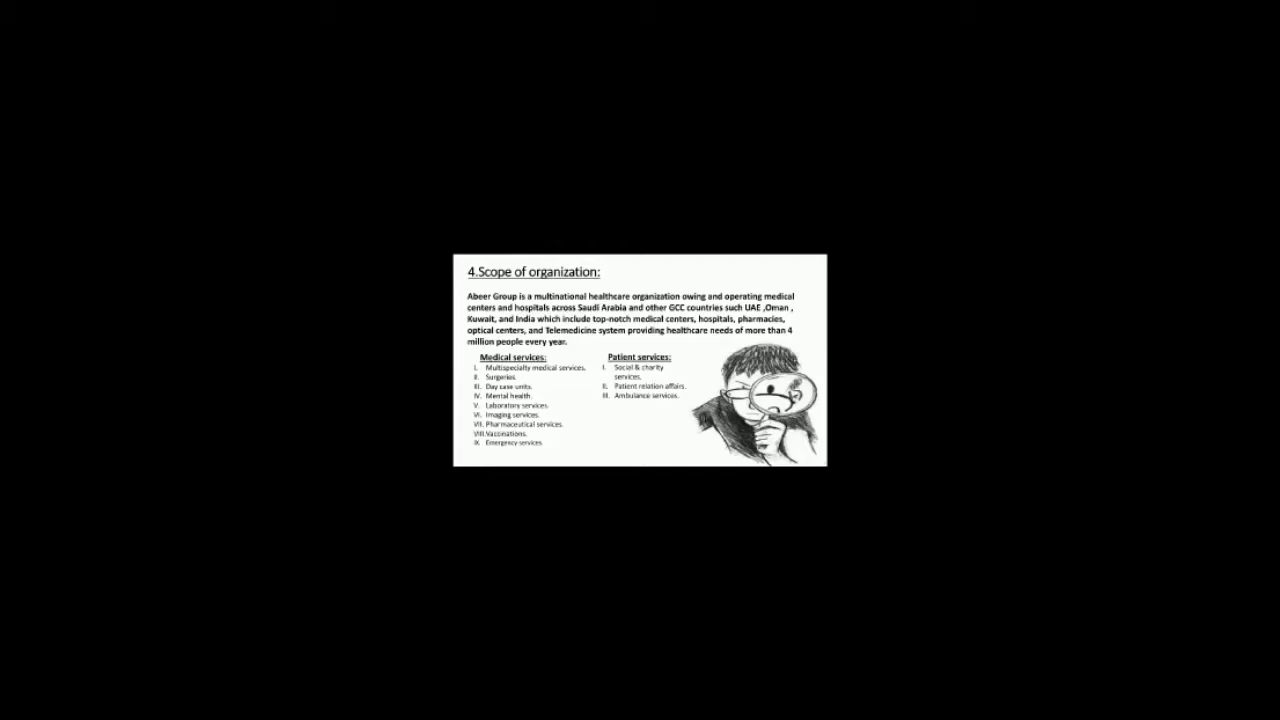 4.Scope of organization:
Abeer Group is a multinational healthcare organization owing and operating medical
centers and hospitals across Saudi Arabia and other GCC countries such UAE ,Oman ,
Kuwait, and India which include top-notch medical centers, hospitals, pharmacies,
optical centers, and Telemedicine system providing healthcare needs of more than 4
million people every year.
Medical services:
I. Multispecialty medical services.
II. Surgeries.
III. Day case units.
IV. Mental health.
V. Laboratory services.
VI. Imaging services.
VII. Pharmaceutical services.
VIII.Vaccinations.
IX. Emergency services
Patient services:
I. Social & charity
services.
II. Patient relation affairs.
III. Ambulance services.